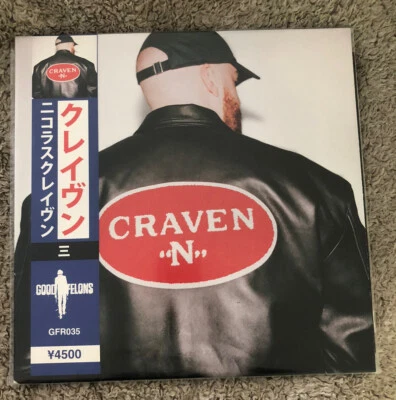 CRAVEN
"N"
クレイヴン
ニコラスクレイヴン
三
GOOD FELONS
GFR035
¥4500
CRAVEN
"N"